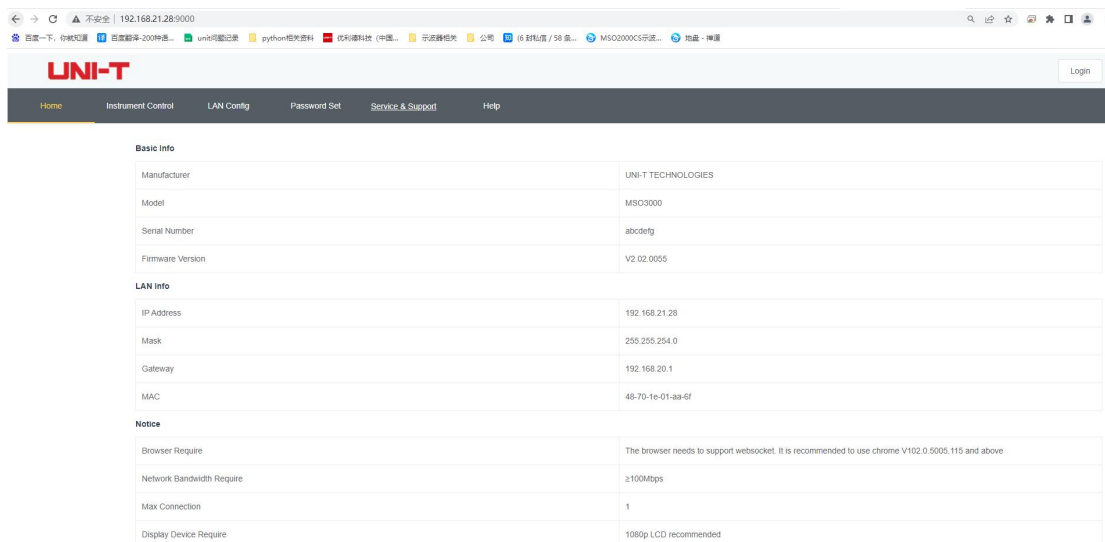 不安全 | 192.168.21.28:9000
百度一下，你就知道 译 百度翻译-200种语... unit问题记录 python相关资料 优利德科技（中国... 示波器相关 公司 知 (6 封私信 / 58 条... MSO2000CS示波... 地盘 - 禅道
UNI-T
Login
Home Instrument Control LAN Config Password Set Service & Support Help
Basic Info
Manufacturer UNI-T TECHNOLOGIES
Model MSO3000
Serial Number abcdefg
Firmware Version V2.02.0055
LAN Info
IP Address 192.168.21.28
Mask 255.255.254.0
Gateway 192.168.20.1
MAC 48-70-1e-01-aa-6f
Notice
Browser Require The browser needs to support websocket. It is recommended to use chrome V102.0.5005.115 and above
Network Bandwidth Require ≥100Mbps
Max Connection 1
Display Device Require 1080p LCD recommended